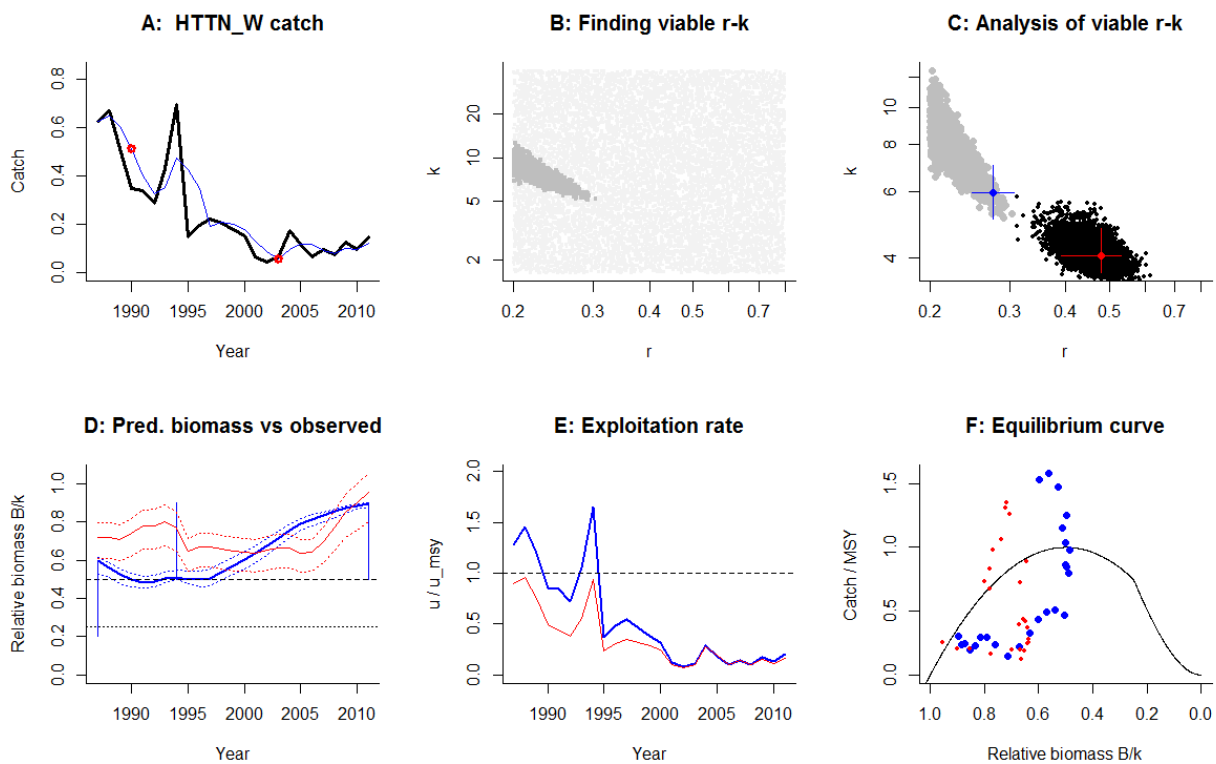 A:  HTTN_W catch
Catch
0.0 0.2 0.4 0.6 0.8
1990 1995 2000 2005 2010
Year
B: Finding viable r-k
k
2 5 10 20
0.2 0.3 0.4 0.5 0.7
r
C: Analysis of viable r-k
k
4 6 8 10
0.2 0.3 0.4 0.5 0.7
r
D: Pred. biomass vs observed
Relative biomass B/k
0.0 0.2 0.4 0.6 0.8 1.0
1990 1995 2000 2005 2010
Year
E: Exploitation rate
u / u_msy
0.0 0.5 1.0 1.5 2.0
1990 1995 2000 2005 2010
Year
F: Equilibrium curve
Catch / MSY
0.0 0.5 1.0 1.5
1.0 0.8 0.6 0.4 0.2 0.0
Relative biomass B/k